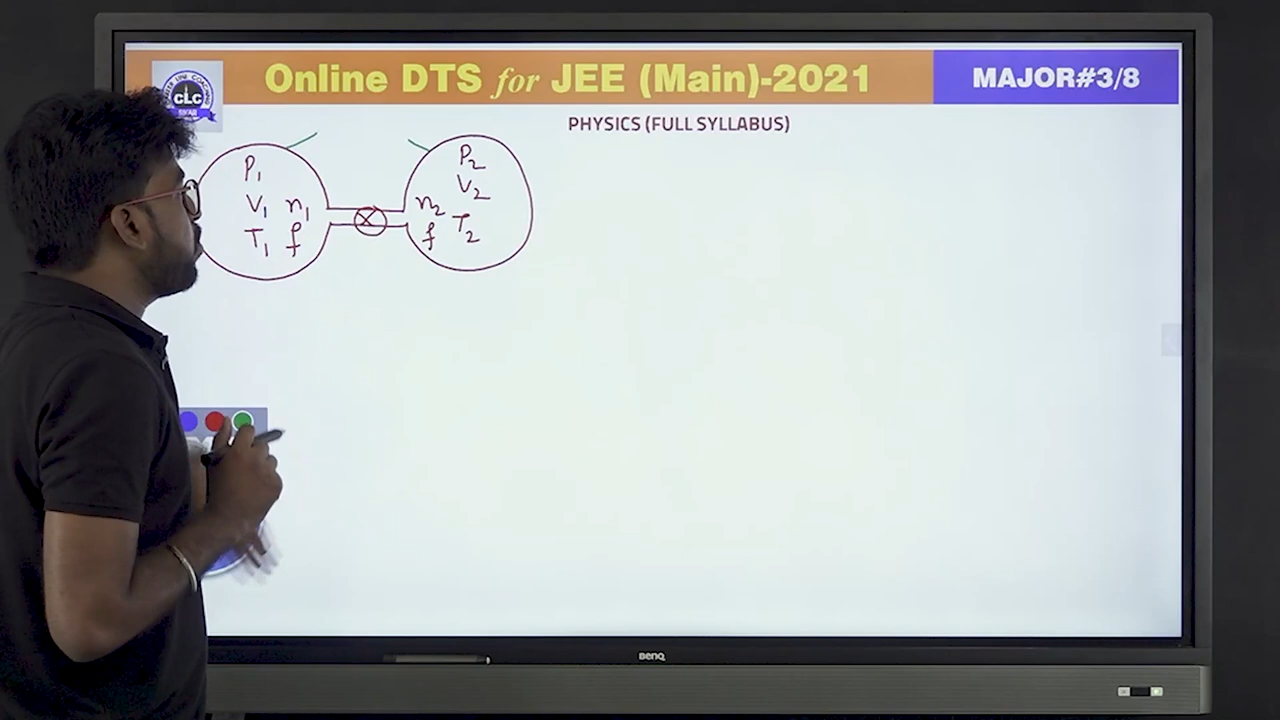 Online DTS for JEE (Main)-2021
MAJOR#3/8
CLC
PHYSICS (FULL SYLLABUS)
P₁
V₁ n₁
T₁ f
P₂
V₂
n₂
T₂
f
BenQ